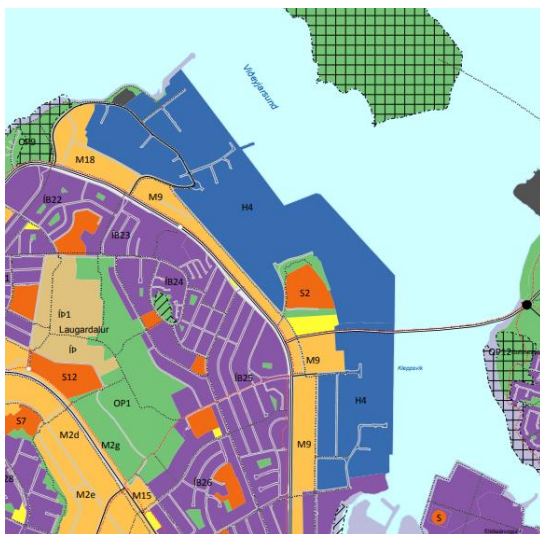 Viðeyjarsund
OP9
M18
M9
ÍB22
ÍB23
H4
ÍB24
S2
ÍÞ1
Laugardalur
ÍÞ
M9
Kleppsvík
OP12
S12
ÍB25
OP1
H4
S7
M2d
M2g
M9
M2e
M15
ÍB26
S